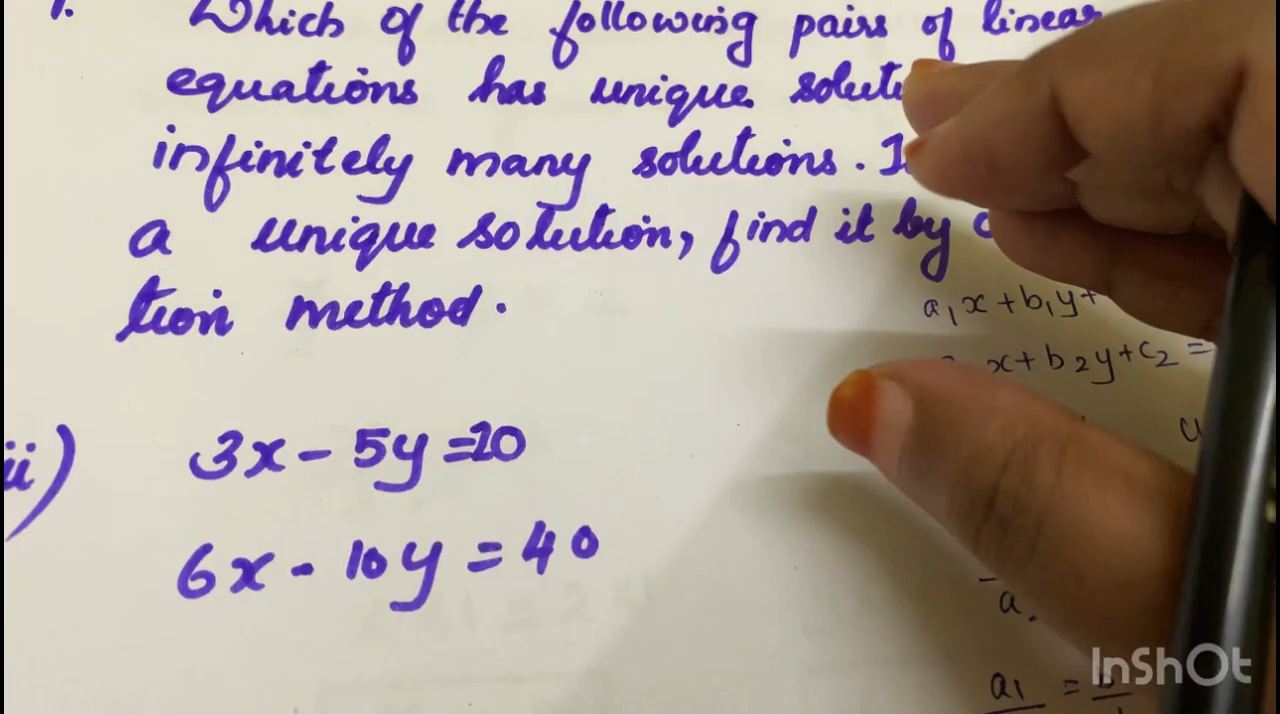 1. Which of the following pairs of linear
equations has unique
infinitely many solutions.
a unique solution, find it by
tion method.
a₁x + b₁y +
x + b₂y + c₂ =
ii) 3x - 5y = 10
6x - 10y = 40
a₁ =
InShOt